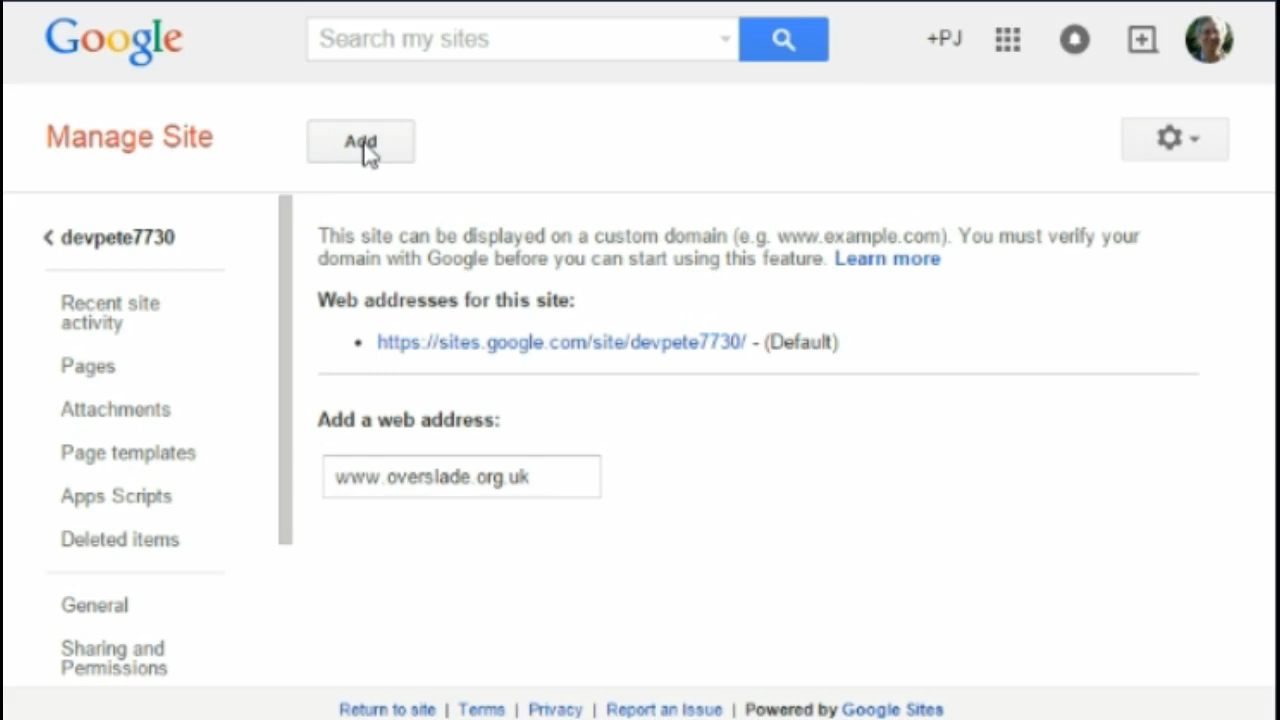 Google
Search my sites
+PJ
Manage Site
Add
devpete7730
Recent site
activity
Pages
Attachments
Page templates
Apps Scripts
Deleted items
General
Sharing and
Permissions
This site can be displayed on a custom domain (e.g. www.example.com). You must verify your
domain with Google before you can start using this feature. Learn more
Web addresses for this site:
• https://sites.google.com/site/devpete7730/ - (Default)
Add a web address:
www.overslade.org.uk
Return to site | Terms | Privacy | Report an Issue | Powered by Google Sites